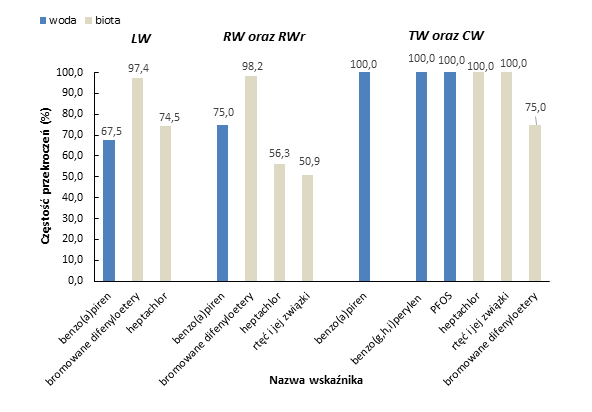 woda biota
LW
RW oraz RWr
TW oraz CW
Częstość przekroczeń (%)
100,0
90,0
80,0
70,0
60,0
50,0
40,0
30,0
20,0
10,0
0,0
67,5
97,4
74,5
75,0
98,2
56,3
50,9
100,0
100,0
100,0
100,0
100,0
75,0
benzo(a)piren
bromowane difenyloetery
heptachlor
benzo(a)piren
bromowane difenyloetery
heptachlor
rtęć i jej związki
benzo(a)piren
benzo(g,h,i)perylen
PFOS
heptachlor
rtęć i jej związki
bromowane difenyloetery
Nazwa wskaźnika